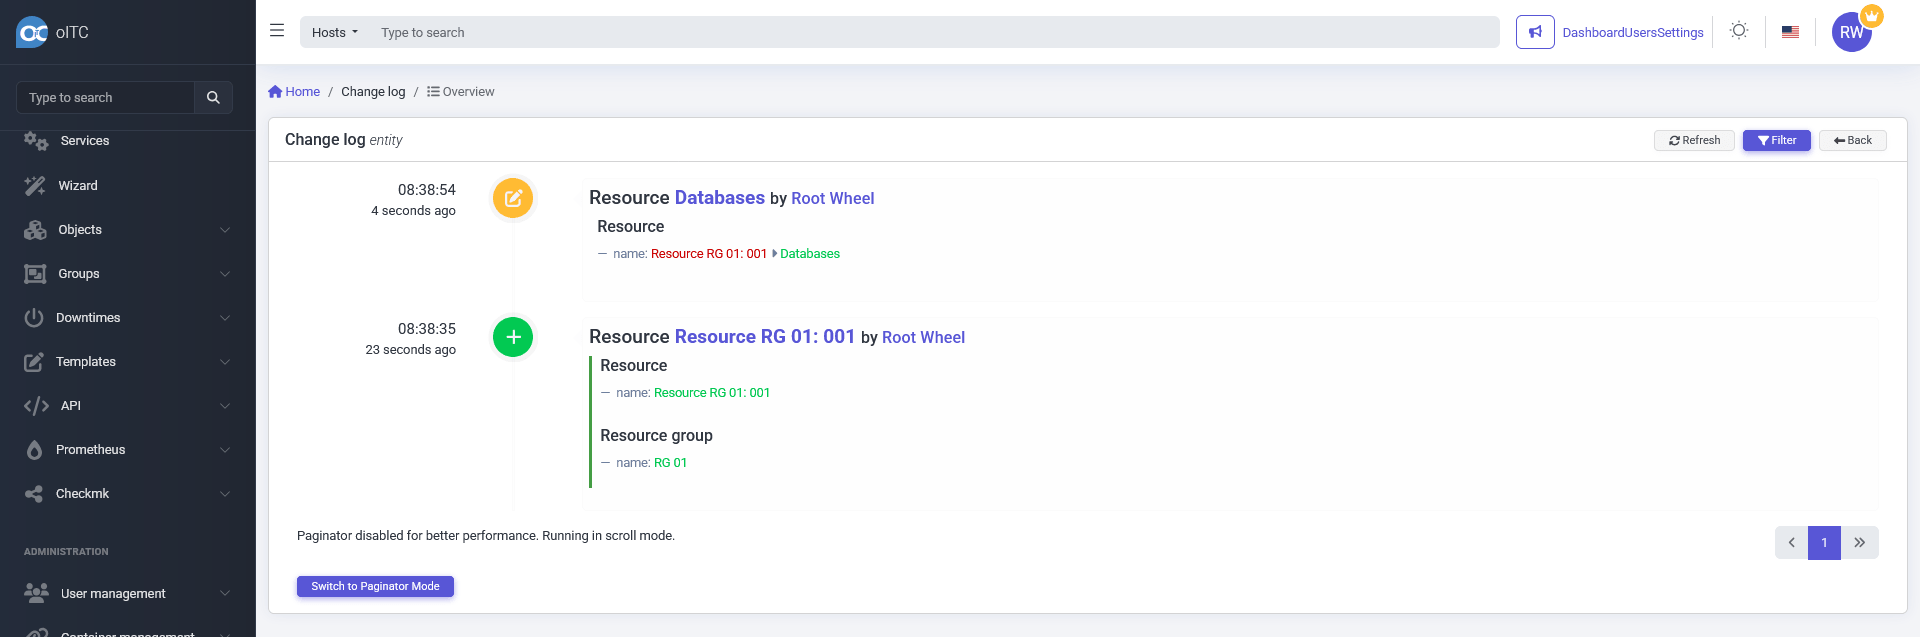 oITC
Hosts Type to search
DashboardUsersSettings
RW
Type to search
Services
Wizard
Objects
Groups
Downtimes
Templates
API
Prometheus
Checkmk
ADMINISTRATION
User management
Container management
Home / Change log / Overview
Change log entity
Refresh Filter Back
08:38:54
4 seconds ago
Resource Databases by Root Wheel
Resource
— name: Resource RG 01: 001 Databases
08:38:35
23 seconds ago
Resource Resource RG 01: 001 by Root Wheel
Resource
— name: Resource RG 01: 001
Resource group
— name: RG 01
Paginator disabled for better performance. Running in scroll mode.
‹ 1 »
Switch to Paginator Mode